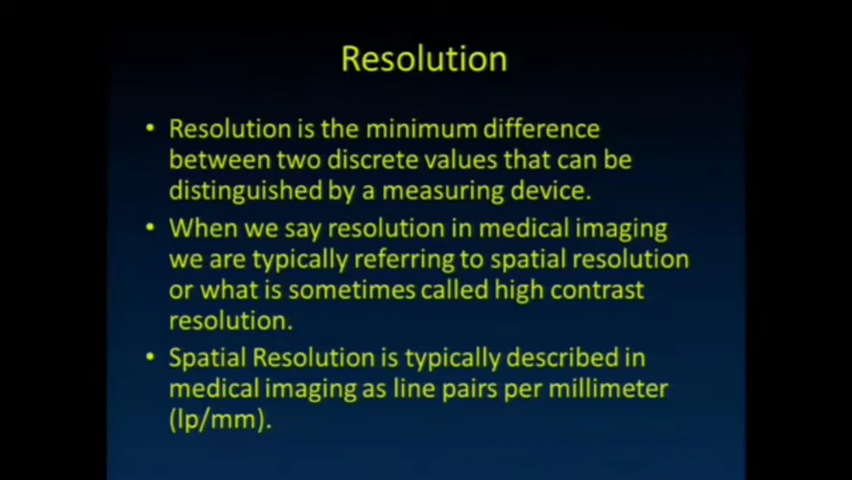 Resolution
• Resolution is the minimum difference
between two discrete values that can be
distinguished by a measuring device.
• When we say resolution in medical imaging
we are typically referring to spatial resolution
or what is sometimes called high contrast
resolution.
• Spatial Resolution is typically described in
medical imaging as line pairs per millimeter
(lp/mm).